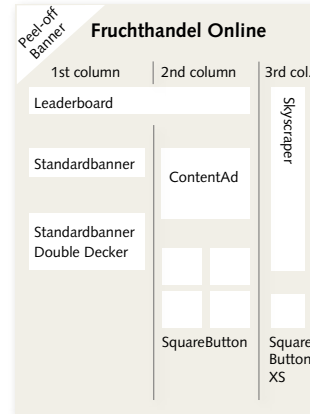 Peel-off
Banner
Fruchthandel Online
1st column
2nd column
3rd col.
Leaderboard
Skyscraper
Standardbanner
ContentAd
Standardbanner
Double Decker
SquareButton
Square
Button
XS